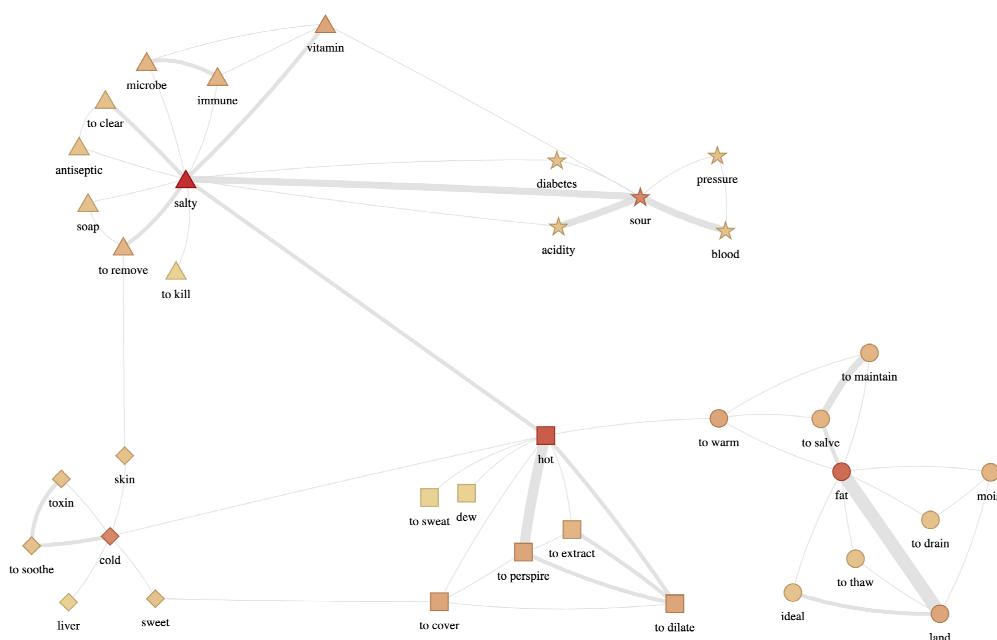 vitamin
microbe
immune
to clear
antiseptic
salty
soap
to remove
to kill
diabetes
pressure
sour
acidity
blood
to maintain
to warm
to salve
hot
skin
toxin
fat
mois
to sweat
dew
to drain
cold
to soothe
to extract
to perspire
to thaw
liver
sweet
to cover
to dilate
ideal
land